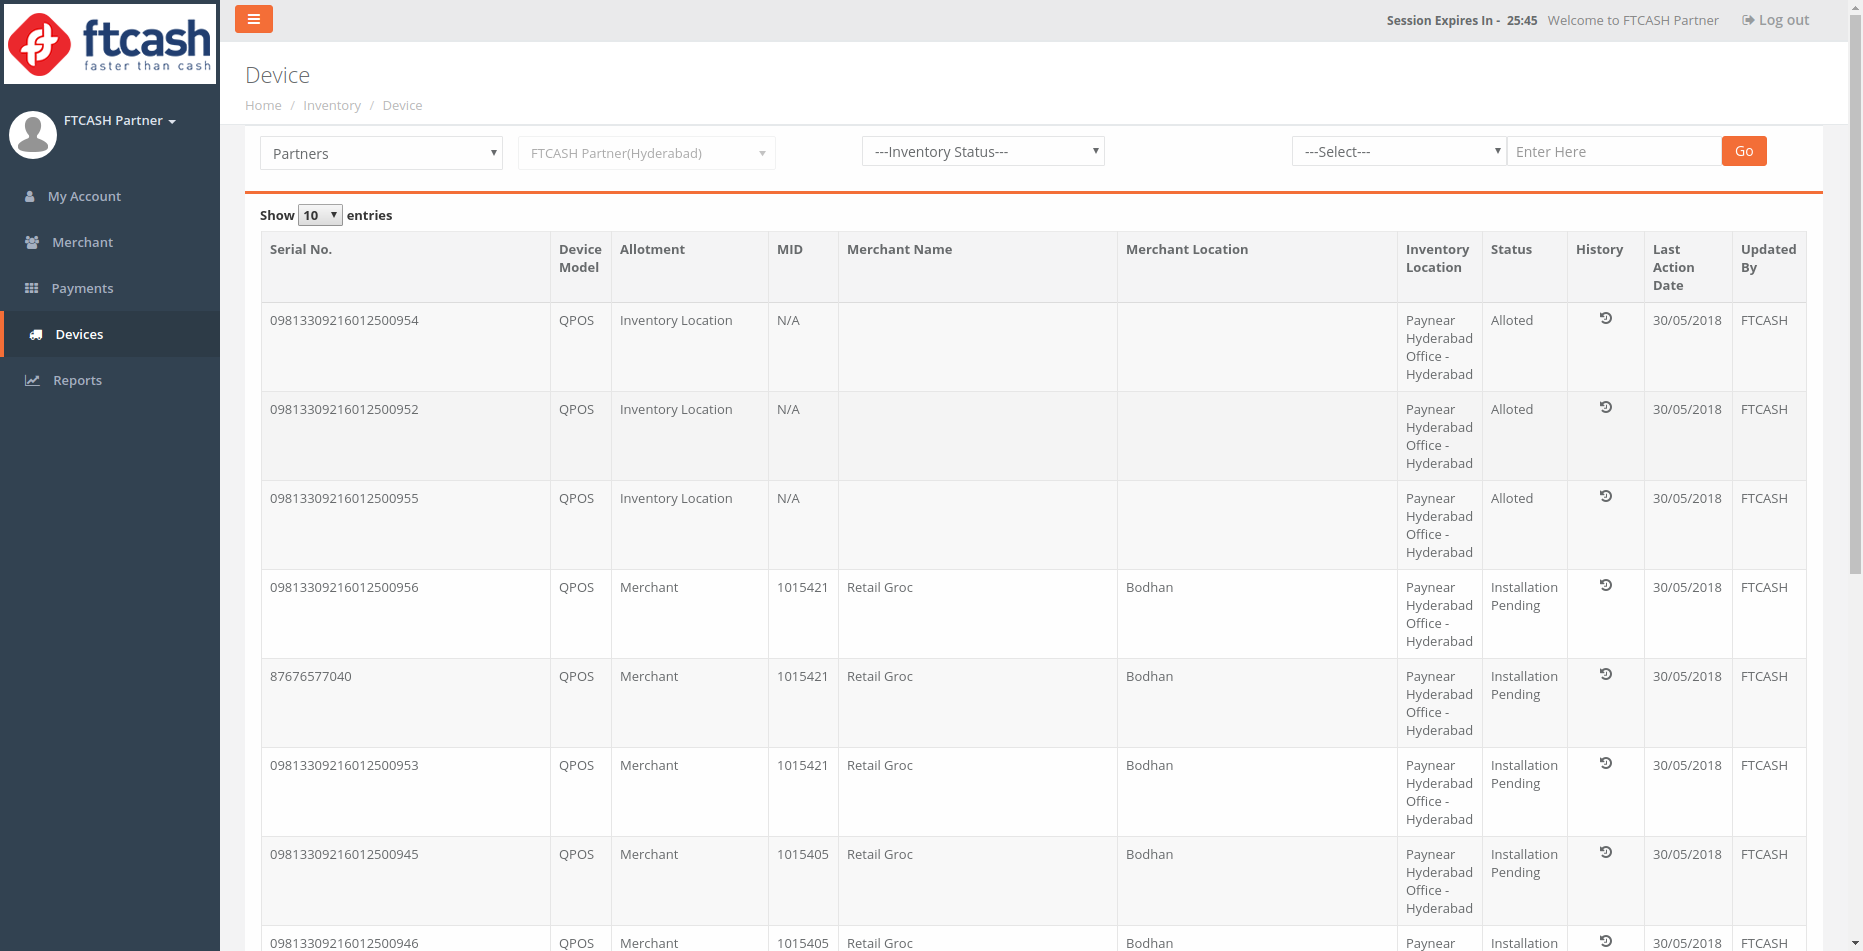 ftcash
faster than cash
Session Expires In - 25:45 Welcome to FTCASH Partner Log out
Device
Home / Inventory / Device
FTCASH Partner
My Account
Merchant
Payments
Devices
Reports
Partners FTCASH Partner(Hyderabad) ---Inventory Status--- ---Select--- Enter Here Go
Show 10 entries
Serial No. Device Model Allotment MID Merchant Name Merchant Location Inventory Location Status History Last Action Date Updated By
09813309216012500954 QPOS Inventory Location N/A Paynear Hyderabad Office - Hyderabad Alloted 30/05/2018 FTCASH
09813309216012500952 QPOS Inventory Location N/A Paynear Hyderabad Office - Hyderabad Alloted 30/05/2018 FTCASH
09813309216012500955 QPOS Inventory Location N/A Paynear Hyderabad Office - Hyderabad Alloted 30/05/2018 FTCASH
09813309216012500956 QPOS Merchant 1015421 Retail Groc Bodhan Paynear Hyderabad Office - Hyderabad Installation Pending 30/05/2018 FTCASH
87676577040 QPOS Merchant 1015421 Retail Groc Bodhan Paynear Hyderabad Office - Hyderabad Installation Pending 30/05/2018 FTCASH
09813309216012500953 QPOS Merchant 1015421 Retail Groc Bodhan Paynear Hyderabad Office - Hyderabad Installation Pending 30/05/2018 FTCASH
09813309216012500945 QPOS Merchant 1015405 Retail Groc Bodhan Paynear Hyderabad Office - Hyderabad Installation Pending 30/05/2018 FTCASH
09813309216012500946 QPOS Merchant 1015405 Retail Groc Bodhan Paynear Installation 30/05/2018 FTCASH